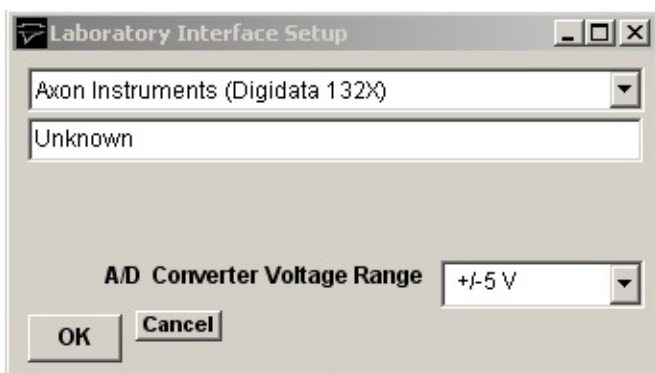 Laboratory Interface Setup
Axon Instruments (Digidata 132X)
Unknown
A/D Converter Voltage Range +/-5 V
OK Cancel